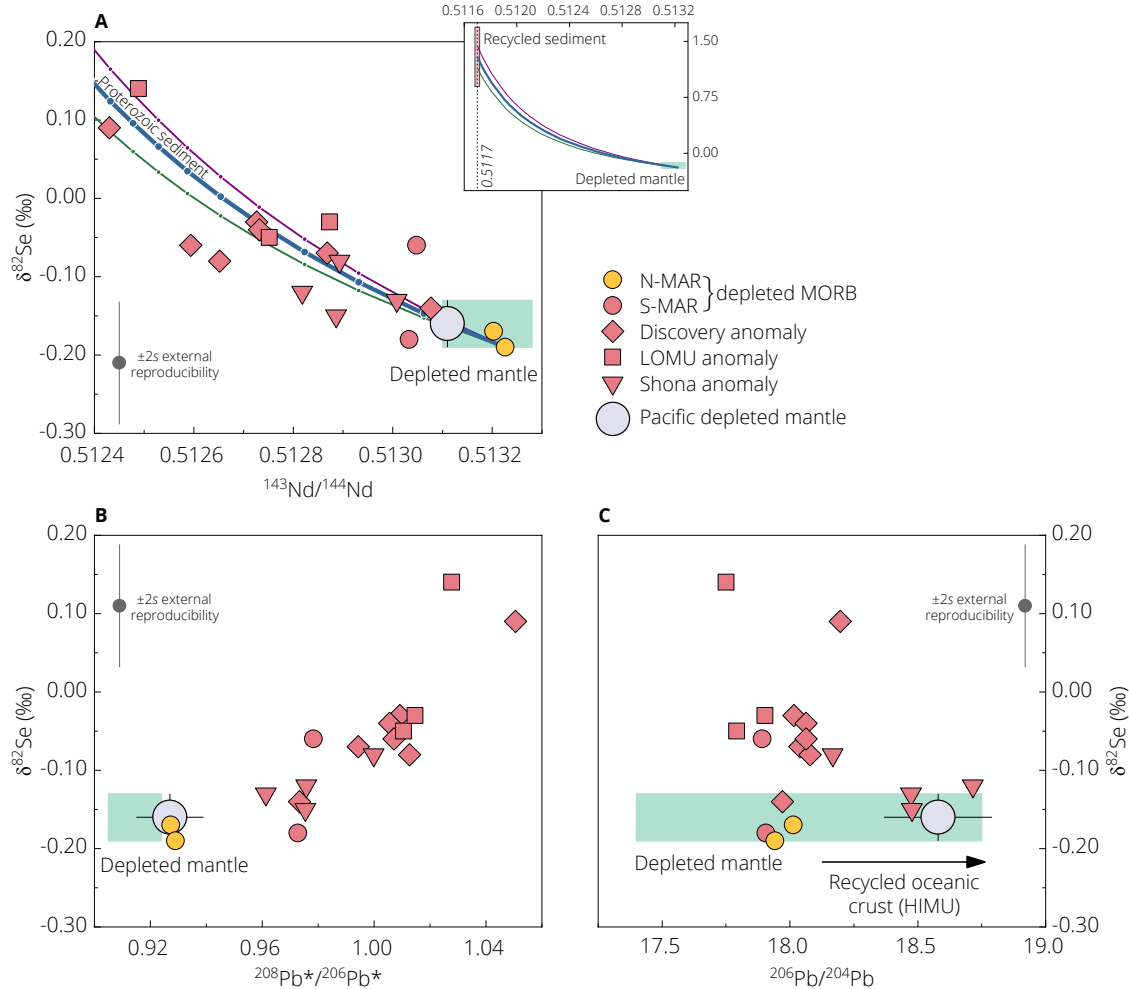 A
0.5116 0.5120 0.5124 0.5128 0.5132
0.20
0.10
0.00
-0.10
-0.20
-0.30
δ⁸²Se (‰)
Proterozoic sediment
Recycled sediment
1.50
0.75
0.00
0.5117
Depleted mantle
±2s external
reproducibility
Depleted mantle
0.5124 0.5126 0.5128 0.5130 0.5132
¹⁴³Nd/¹⁴⁴Nd
N-MAR
S-MAR
depleted MORB
Discovery anomaly
LOMU anomaly
Shona anomaly
Pacific depleted mantle
B
0.20
0.10
0.00
-0.10
-0.20
-0.30
δ⁸²Se (‰)
±2s external
reproducibility
Depleted mantle
0.92 0.96 1.00 1.04
²⁰⁸Pb*/²⁰⁶Pb*
C
±2s external
reproducibility
Depleted mantle
Recycled oceanic
crust (HIMU)
0.20
0.10
0.00
-0.10
-0.20
-0.30
δ⁸²Se (‰)
17.5 18.0 18.5 19.0
²⁰⁶Pb/²⁰⁴Pb